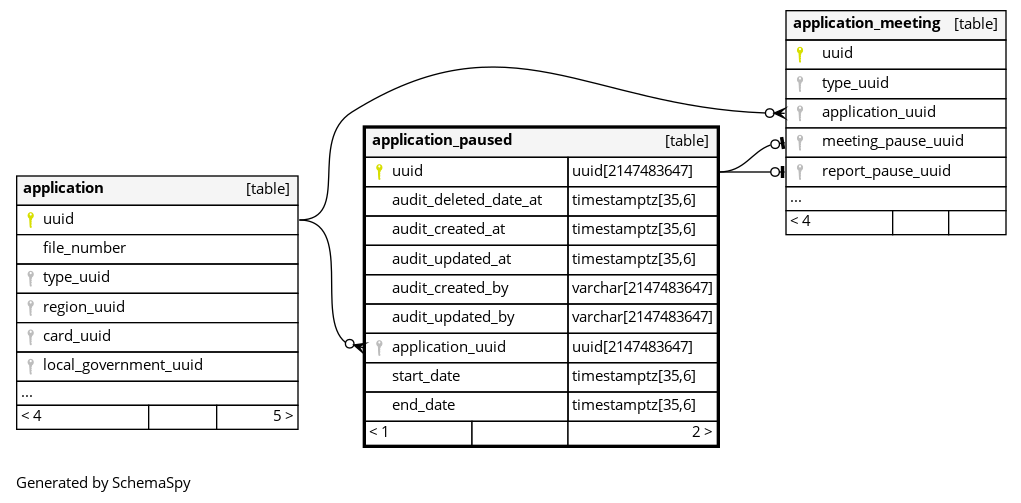 application_meeting [table]
uuid
type_uuid
application_uuid
meeting_pause_uuid
report_pause_uuid
...
< 4
application_paused [table]
uuid uuid[2147483647]
audit_deleted_date_at timestamptz[35,6]
audit_created_at timestamptz[35,6]
audit_updated_at timestamptz[35,6]
audit_created_by varchar[2147483647]
audit_updated_by varchar[2147483647]
application_uuid uuid[2147483647]
start_date timestamptz[35,6]
end_date timestamptz[35,6]
< 1 2 >
application [table]
uuid
file_number
type_uuid
region_uuid
card_uuid
local_government_uuid
...
< 4 5 >
Generated by SchemaSpy